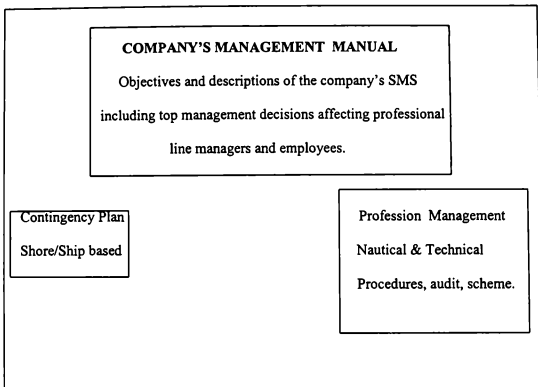 COMPANY'S MANAGEMENT MANUAL
Objectives and descriptions of the company's SMS
including top management decisions affecting professional
line managers and employees.
Contingency Plan
Shore/Ship based
Profession Management
Nautical & Technical
Procedures, audit, scheme.